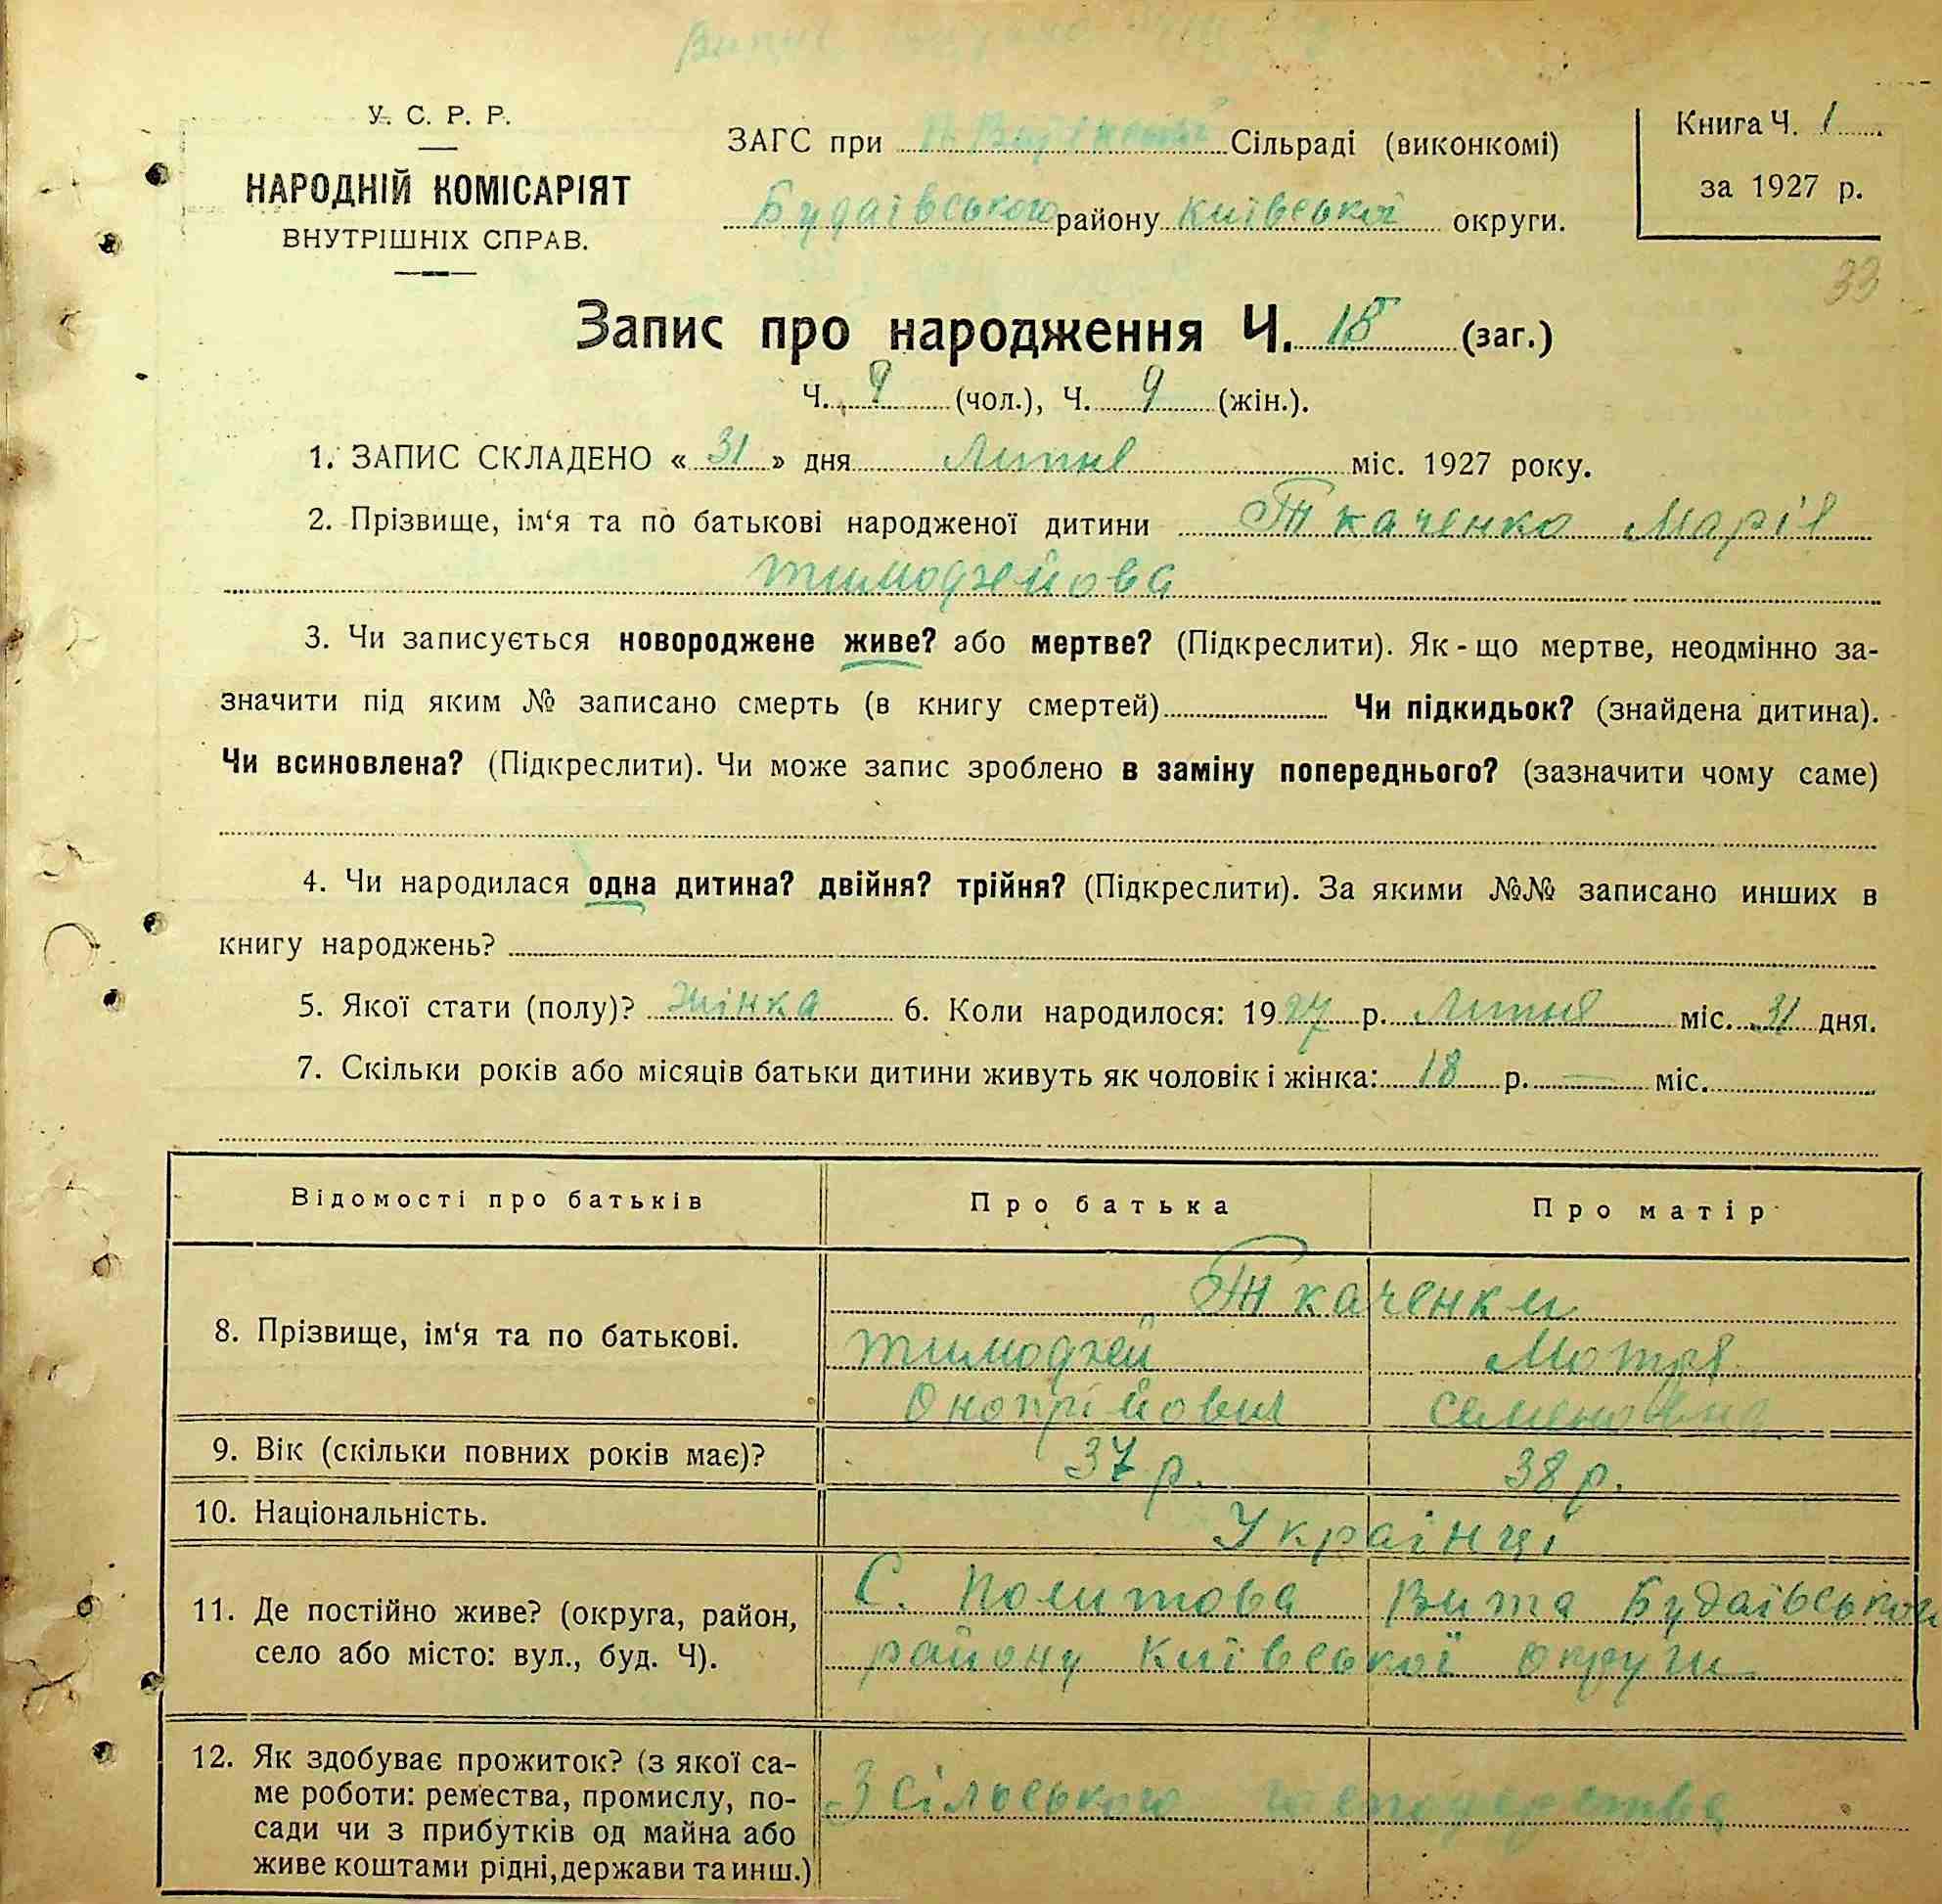 У. С. Р. Р.
НАРОДНІЙ КОМІСАРІЯТ
ВНУТРІШНІХ СПРАВ.
ЗАГС при Сільраді (виконкомі)
Будаївського району Київської округи.
Книга Ч. 1
за 1927 р.
33
Запис про народження Ч. 18 (заг.)
Ч. 9 (чол.), Ч. 9 (жін.).
1. ЗАПИС СКЛАДЕНО « 31 » дня Липня міс. 1927 року.
2. Прізвище, ім‘я та по батькові народженої дитини Ткаченко Марія
Тимофейова
3. Чи записується новороджене живе? або мертве? (Підкреслити). Як - що мертве, неодмінно за-
значити під яким № записано смерть (в книгу смертей) Чи підкидьок? (знайдена дитина).
Чи всиновлена? (Підкреслити). Чи може запис зроблено в заміну попереднього? (зазначити чому саме)
4. Чи народилася одна дитина? двійня? трійня? (Підкреслити). За якими №№ записано инших в
книгу народжень?
5. Якої стати (полу)? жінка 6. Коли народилося: 1927 р. Липня міс. 31 дня.
7. Скільки років або місяців батьки дитини живуть як чоловік і жінка: 18 р. — міс.
Відомості про батьків Про батька Про матір
Ткаченки
8. Прізвище, ім‘я та по батькові. Тимофей Мотря
Онопрійович Семеновна
9. Вік (скільки повних років має)? 37 р. 38 р.
10. Національність. Українці
11. Де постійно живе? (округа, район, С. Политова Вита Будаївського
село або місто: вул., буд. Ч). району Київської округи
12. Як здобуває прожиток? (з якої са-
ме роботи: ремества, промислу, по- З сільського господарства
сади чи з прибутків од майна або
живе коштами рідні, держави та инш.)